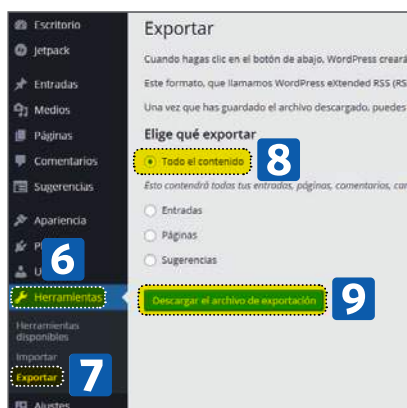 Escritorio
Jetpack
Entradas
Medios
Páginas
Comentarios
Sugerencias
Apariencia
P
U
6
Herramientas
Herramientas
disponibles
Importar
Exportar
7
Ajustes
Exportar
Cuando hagas clic en el botón de abajo, WordPress creará
Este formato, que llamamos WordPress eXtended RSS (RS
Una vez que has guardado el archivo descargado, puedes
Elige qué exportar
Todo el contenido
8
Esto contendrá todas tus entradas, páginas, comentarios, car
Entradas
Páginas
Sugerencias
Descargar el archivo de exportación
9